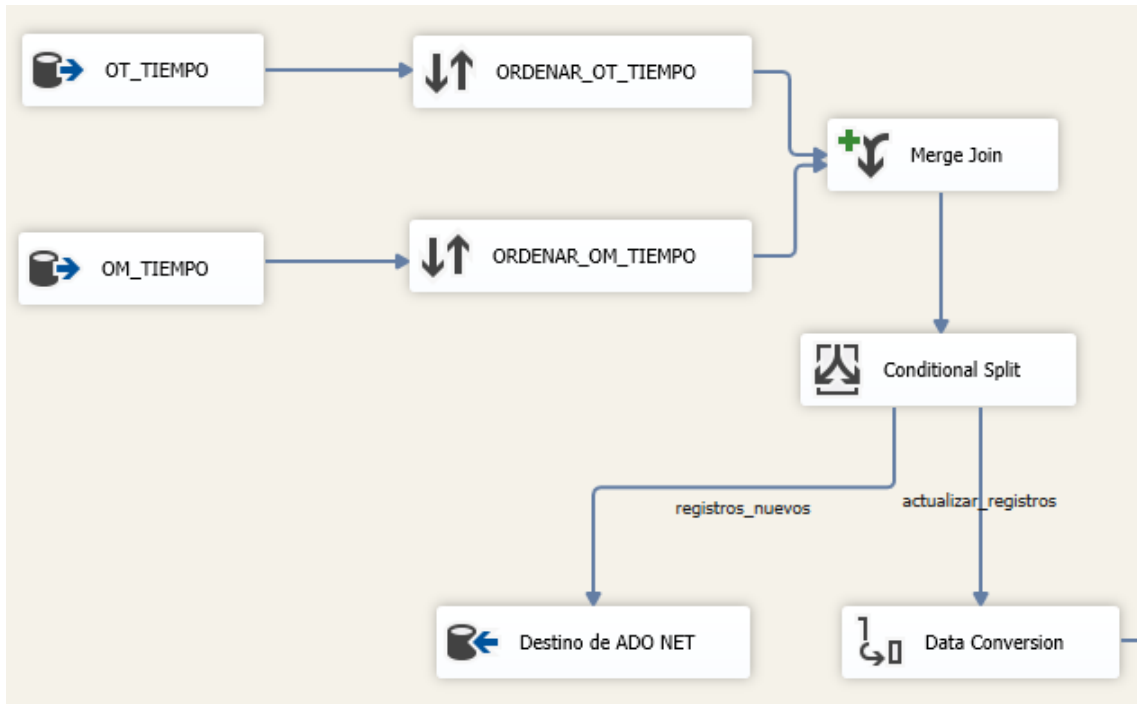 OT_TIEMPO
ORDENAR_OT_TIEMPO
Merge Join
OM_TIEMPO
ORDENAR_OM_TIEMPO
Conditional Split
registros_nuevos
actualizar_registros
Destino de ADO NET
Data Conversion